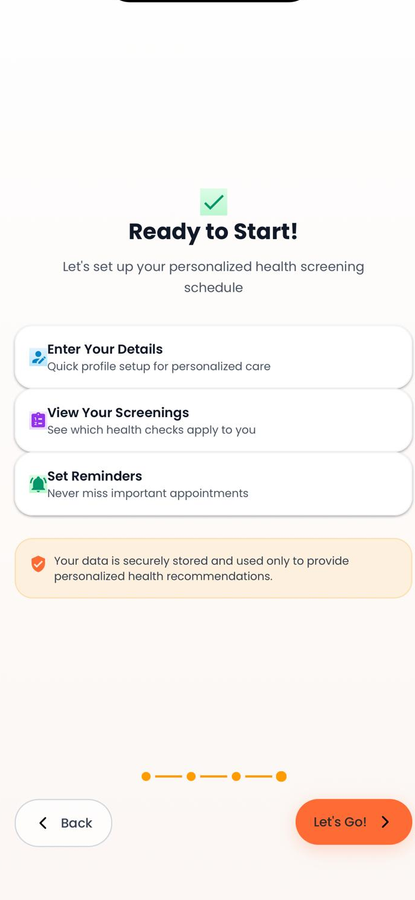 Ready to Start!
Let's set up your personalized health screening
schedule
Enter Your Details
Quick profile setup for personalized care
View Your Screenings
See which health checks apply to you
Set Reminders
Never miss important appointments
Your data is securely stored and used only to provide
personalized health recommendations.
Back
Let's Go!